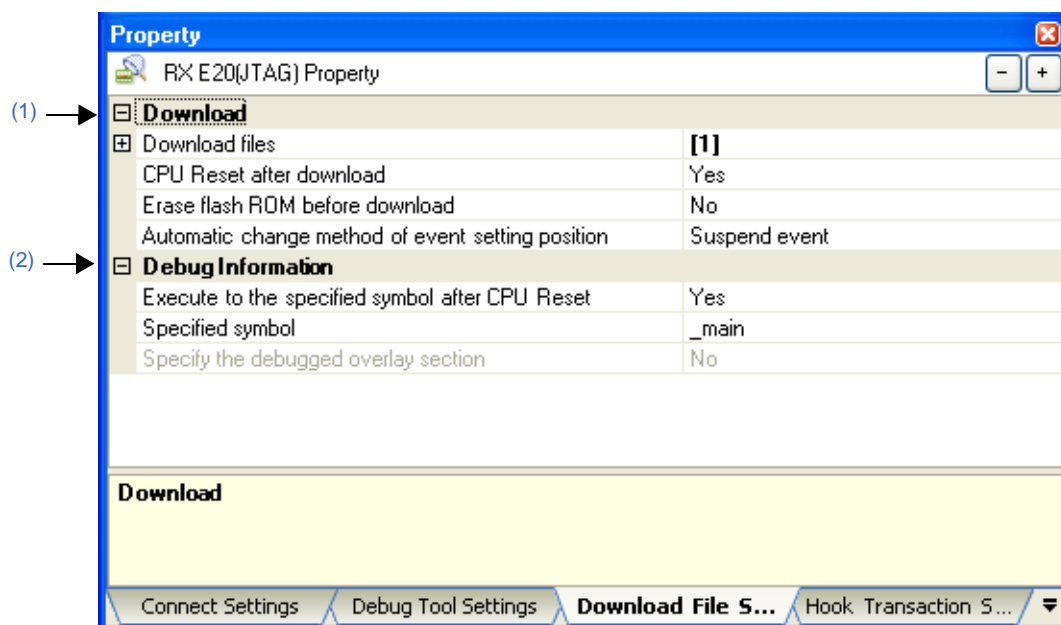 Property
RX E20(JTAG) Property
- +
(1)
Download
Download files [1]
CPU Reset after download Yes
Erase flash ROM before download No
Automatic change method of event setting position Suspend event
(2)
Debug Information
Execute to the specified symbol after CPU Reset Yes
Specified symbol _main
Specify the debugged overlay section No
Download
Connect Settings Debug Tool Settings Download File S... Hook Transaction S...